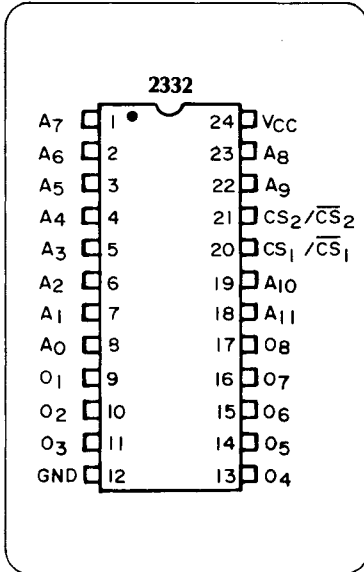 2332
A7 1 24 VCC
A6 2 23 A8
A5 3 22 A9
A4 4 21 CS2/C̅S̅2
A3 5 20 CS1/C̅S̅1
A2 6 19 A10
A1 7 18 A11
A0 8 17 O8
O1 9 16 O7
O2 10 15 O6
O3 11 14 O5
GND 12 13 O4